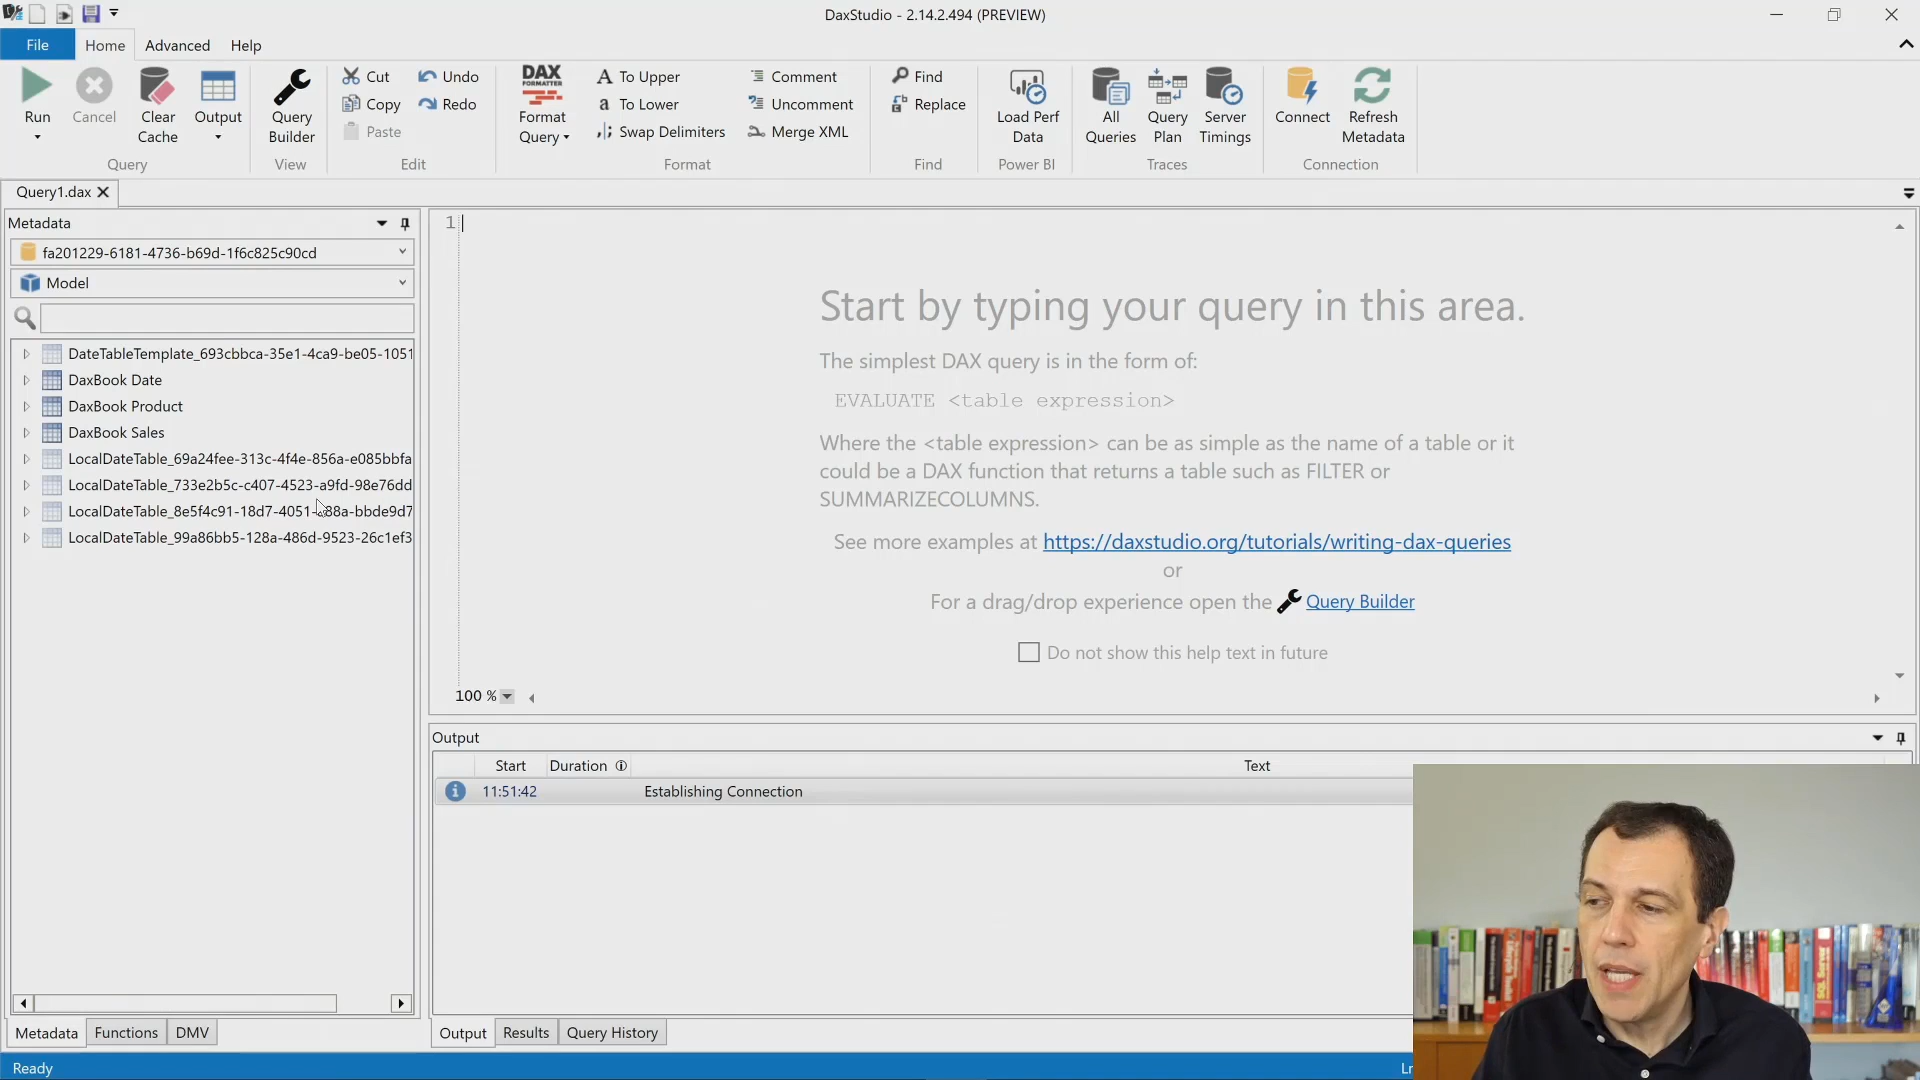 DaxStudio - 2.14.2.494 (PREVIEW)
File Home Advanced Help
Run
Cancel
Clear
Cache
Output
Query
Query
Builder
View
Cut
Copy
Paste
Undo
Redo
Edit
DAX
FORMATTER
Format
Query
To Upper
To Lower
Swap Delimiters
Comment
Uncomment
Merge XML
Format
Find
Replace
Find
Load Perf
Data
Power BI
All
Queries
Query
Plan
Server
Timings
Traces
Connect
Refresh
Metadata
Connection
Query1.dax
Metadata
fa201229-6181-4736-b69d-1f6c825c90cd
Model
DateTableTemplate_693cbbca-35e1-4ca9-be05-1051
DaxBook Date
DaxBook Product
DaxBook Sales
LocalDateTable_69a24fee-313c-4f4e-856a-e085bbfa
LocalDateTable_733e2b5c-c407-4523-a9fd-98e76dd
LocalDateTable_8e5f4c91-18d7-4051- 88a-bbde9d7
LocalDateTable_99a86bb5-128a-486d-9523-26c1ef3
Metadata Functions DMV
1
Start by typing your query in this area.
The simplest DAX query is in the form of:
EVALUATE <table expression>
Where the <table expression> can be as simple as the name of a table or it
could be a DAX function that returns a table such as FILTER or
SUMMARIZECOLUMNS.
See more examples at https://daxstudio.org/tutorials/writing-dax-queries
or
For a drag/drop experience open the Query Builder
Do not show this help text in future
100 %
Output
Start Duration Text
11:51:42 Establishing Connection
Output Results Query History
Ready